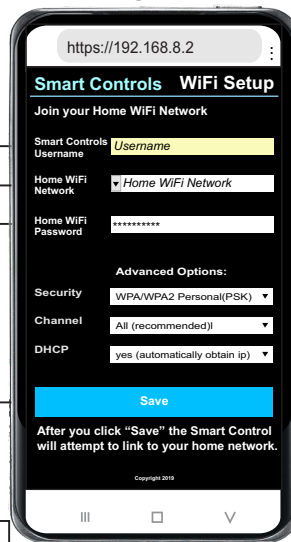 https://192.168.8.2
Smart Controls WiFi Setup
Join your Home WiFi Network
Smart Controls
Username
Username
Home WiFi
Network
Home WiFi Network
Home WiFi
Password
**********
Advanced Options:
Security
WPA/WPA2 Personal(PSK)
Channel
All (recommended)l
DHCP
yes (automatically obtain ip)
Save
After you click “Save” the Smart Control
will attempt to link to your home network.
Copyright 2019